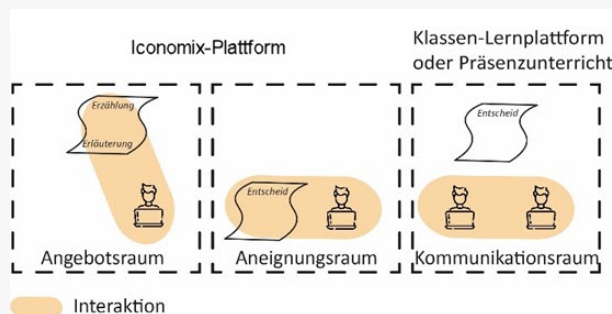 Iconomix-Plattform
Klassen-Lernplattform
oder Präsenzunterricht
Erzählung
Erläuterung
Angebotsraum
Entscheid
Aneignungsraum
Entscheid
Kommunikationsraum
Interaktion